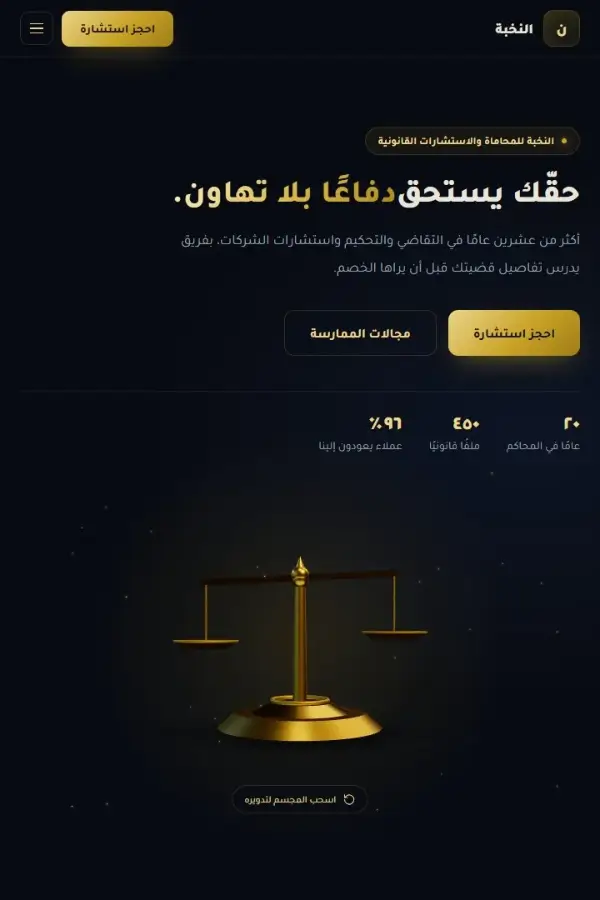 ن النخبة احجز استشارة
النخبة للمحاماة والاستشارات القانونية
حقّك يستحق دفاعًا بلا تهاون.
أكثر من عشرين عامًا في التقاضي والتحكيم واستشارات الشركات، بفريق
يدرس تفاصيل قضيتك قبل أن يراها الخصم.
احجز استشارة مجالات الممارسة
٢٠ ٤٥٠ ٩٦٪
عامًا في المحاكم ملفًا قانونيًا عملاء يعودون إلينا
اسحب المجسم لتدويره